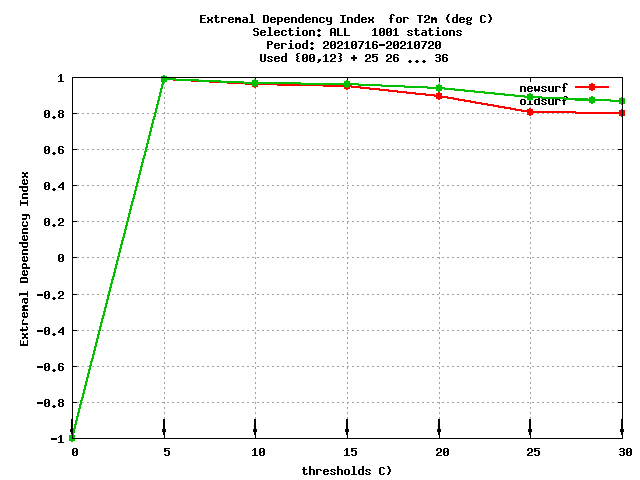 Extremal Dependency Index  for T2m (deg C)
Selection: ALL   1001 stations
Period: 20210716-20210720
Used {00,12} + 25 26 ... 36
newsurf
oldsurf
1
0.8
0.6
0.4
0.2
0
-0.2
-0.4
-0.6
-0.8
-1
Extremal Dependency Index
0 5 10 15 20 25 30
thresholds C)